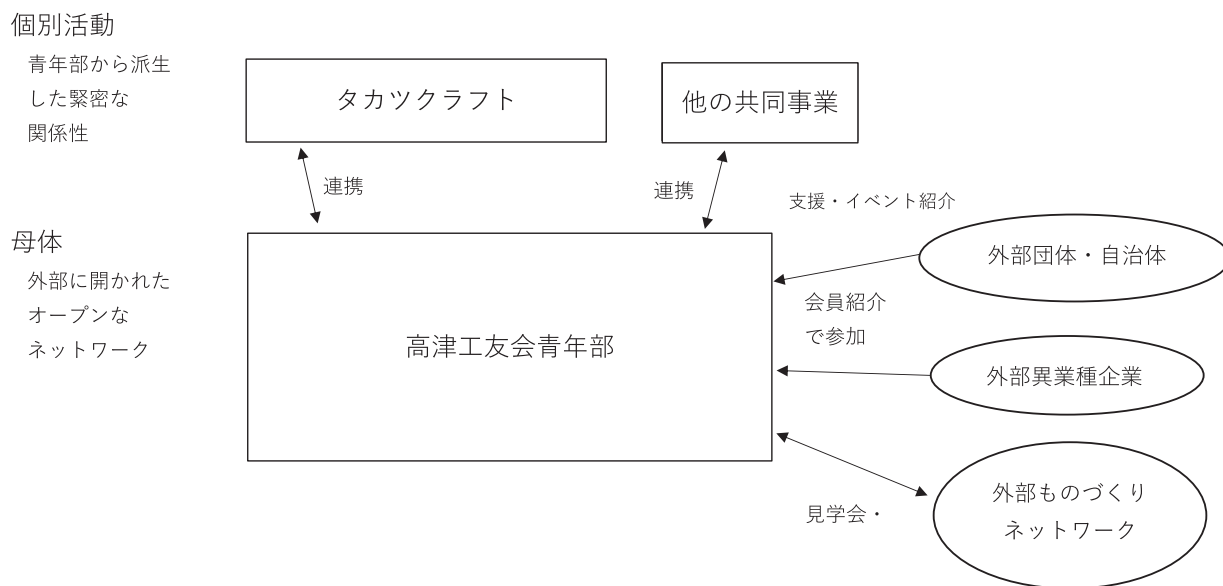 個別活動
青年部から派生
した緊密な
関係性
タカツクラフト
他の共同事業
連携
連携
支援・イベント紹介
母体
外部に開かれた
オープンな
ネットワーク
高津工友会青年部
外部団体・自治体
会員紹介
で参加
外部異業種企業
外部ものづくり
ネットワーク
見学会・